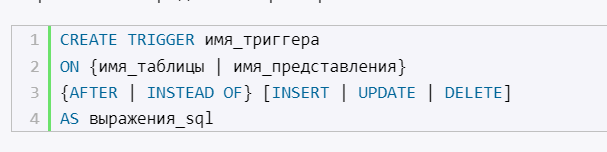 1 CREATE TRIGGER имя_триггера
2 ON {имя_таблицы | имя_представления}
3 {AFTER | INSTEAD OF} [INSERT | UPDATE | DELETE]
4 AS выражения_sql